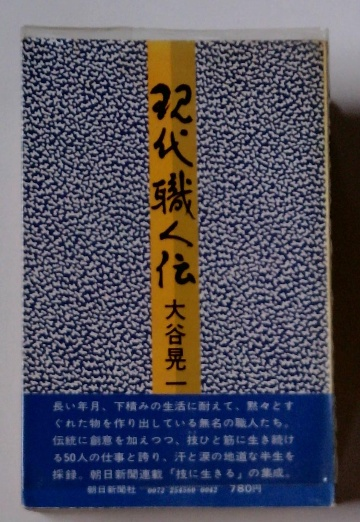 現代職人伝
大谷晃一
長い年月、下積みの生活に耐えて、黙々とす
ぐれた物を作り出している無名の職人たち。
伝統に創意を加えつつ、技ひと筋に生き続け
る50人の仕事と誇り、汗と涙の地道な半生を
採録。朝日新聞連載「技に生きる」の集成。
朝日新聞社 0072 254500 0042 780円